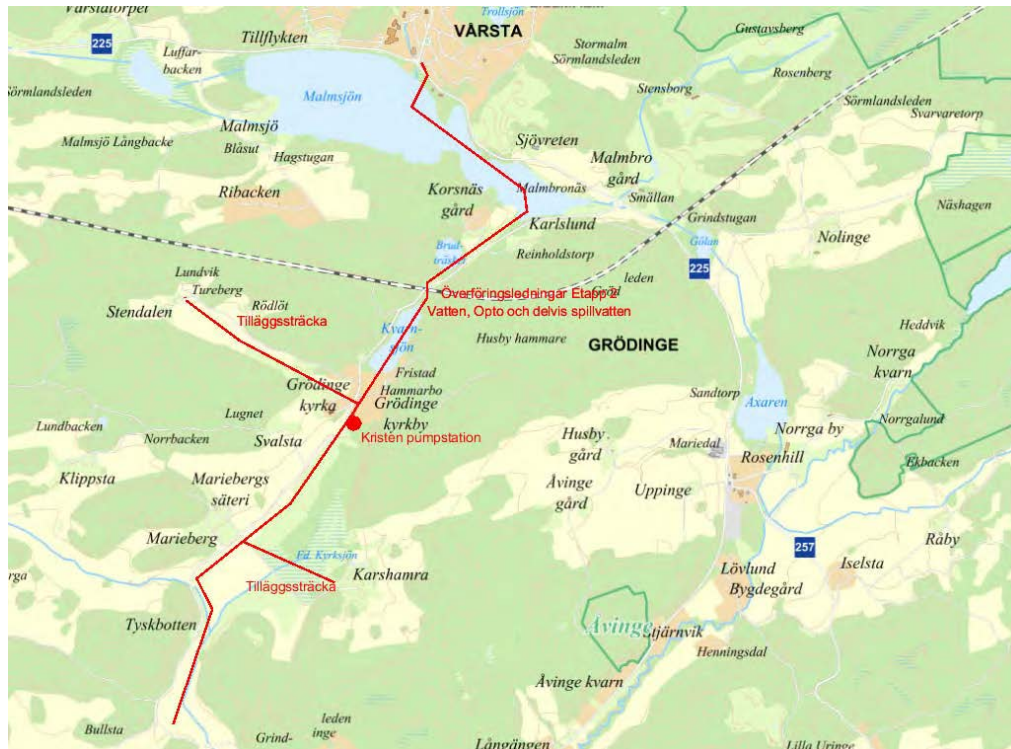 Vårstatorpet
Trollsjön
VÅRSTA
Gustavsberg
225
Tillflykten
Luffar-
backen
Stormalm
Sörmlandsleden
Rosenberg
Sörmlandsleden
Malmsjön
Stensborg
Sörmlandsleden
Svarvaretorp
Malmsjö
Sjövreten
Malmsjö Långbacke
Blåsut
Hagstugan
Malmbro
gård
Ribacken
Korsnäs
gård
Malmbronäs
Smällan
Näshagen
Karlslund
Grindstugan
Nolinge
Brud-
träsket
Gölan
Reinholdstorp
225
Lundvik
Tureberg
leden
Gröd
Överföringsledningar Etapp 2
Vatten, Opto och delvis spillvatten
Stendalen
Rödlöt
Tilläggssträcka
Kvarn-
sjön
Husby hammare
GRÖDINGE
Heddvik
Norrga
kvarn
Fristad
Hammarbo
Grödinge
kyrka
Grödinge
kyrkby
Sandtorp
Axaren
Lugnet
Norrgalund
Lundbacken
Norrbacken
Svalsta
Kristen pumpstation
Husby
gård
Mariedal
Norrga by
Rosenhill
Ekbacken
Klippsta
Mariebergs
säteri
Åvinge
gård
Uppinge
Marieberg
257
Råby
Fd. Kyrksjön
Iselsta
Karshamra
Tilläggssträcka
Lövlund
Bygdegård
Tyskbotten
Åvinge
Stjärnvik
Henningsdal
Åvinge kvarn
Bullsta
leden
inge
Grind-
Långängen
Lilla Uringe